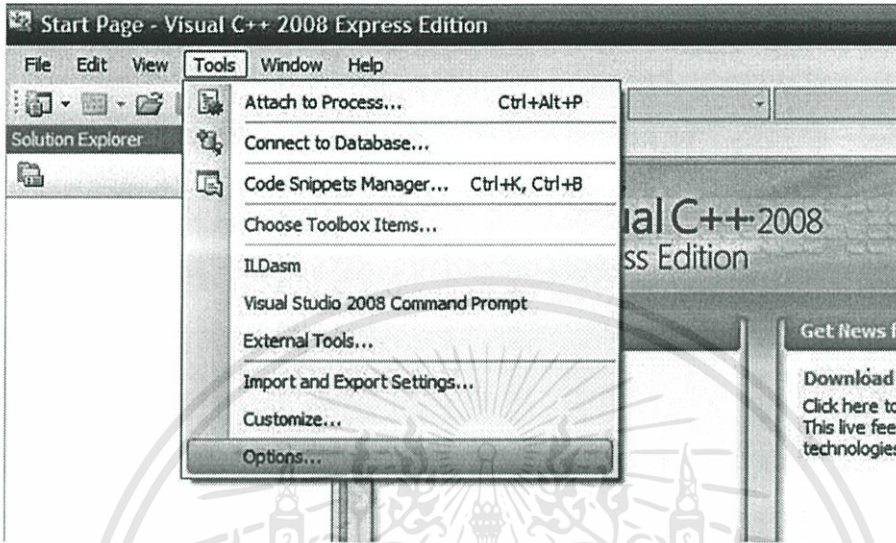 Start Page - Visual C++ 2008 Express Edition
File Edit View Tools Window Help
Solution Explorer
Attach to Process... Ctrl+Alt+P
Connect to Database...
Code Snippets Manager... Ctrl+K, Ctrl+B
Choose Toolbox Items...
ILDasm
Visual Studio 2008 Command Prompt
External Tools...
Import and Export Settings...
Customize...
Options...
ual C++ 2008
ss Edition
Get News f
Download
Click here to
This live fee
technologies